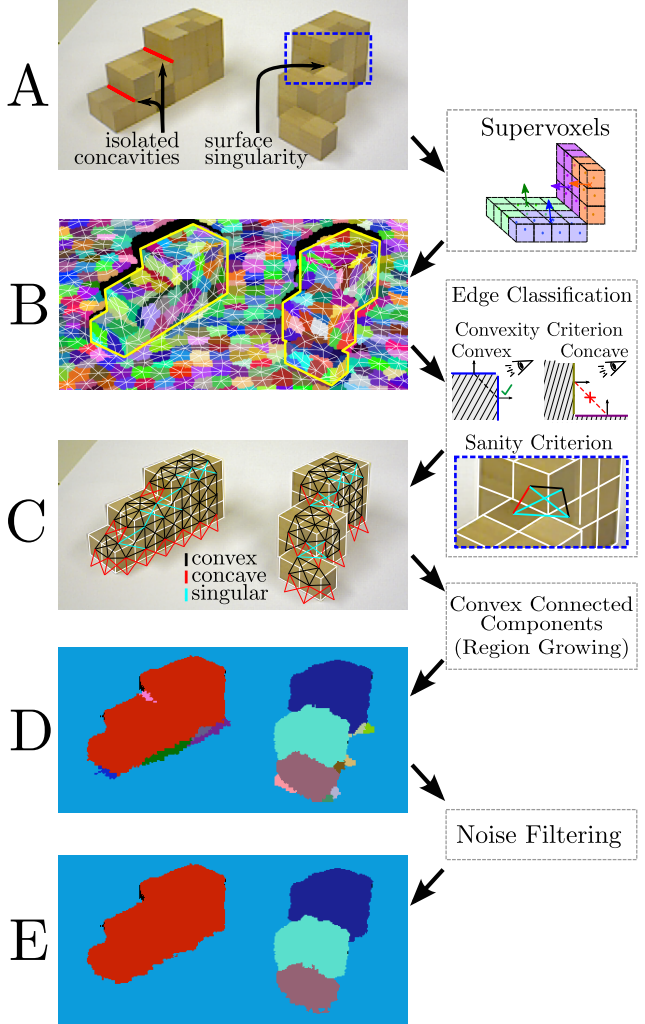 A
isolated
concavities
surface
singularity
Supervoxels
B
Edge Classification
Convexity Criterion
Convex
Concave
Sanity Criterion
C
convex
concave
singular
Convex Connected
Components
(Region Growing)
D
Noise Filtering
E